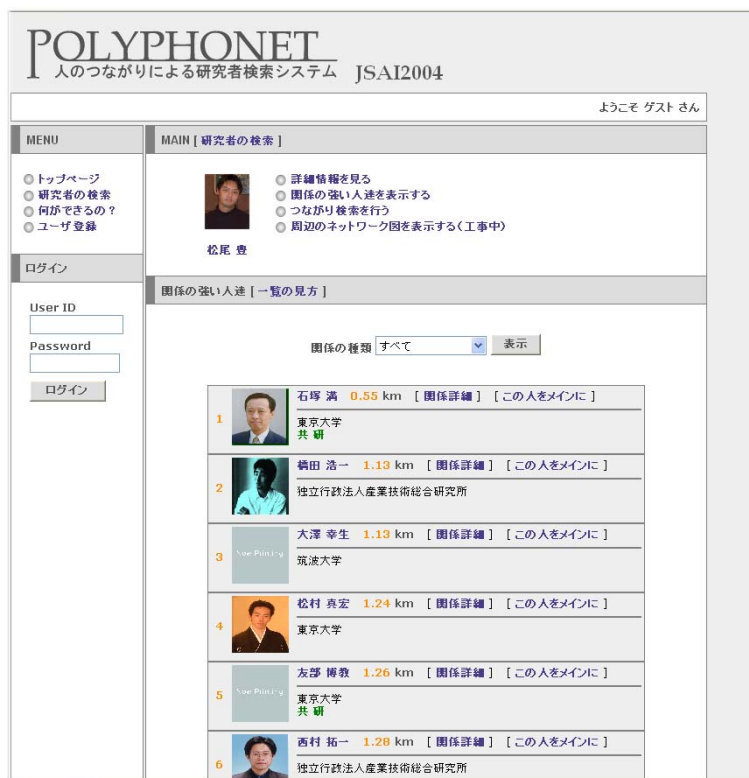 POLYPHONET
人のつながりによる研究者検索システム JSAI2004
ようこそ ゲスト さん
MENU
トップページ
研究者の検索
何ができるの？
ユーザ登録
ログイン
User ID
Password
ログイン
MAIN [ 研究者の検索 ]
松尾 豊
詳細情報を見る
関係の強い人達を表示する
つながり検索を行う
周辺のネットワーク図を表示する(工事中)
関係の強い人達 [ 一覧の見方 ]
関係の種類 すべて 表示
1 石塚 満 0.55 km [ 関係詳細 ] [ この人をメインに ]
東京大学
共 研
2 橋田 浩一 1.13 km [ 関係詳細 ] [ この人をメインに ]
独立行政法人産業技術総合研究所
3 大澤 幸生 1.13 km [ 関係詳細 ] [ この人をメインに ]
Now Printing
筑波大学
4 松村 真宏 1.24 km [ 関係詳細 ] [ この人をメインに ]
東京大学
5 友部 博教 1.26 km [ 関係詳細 ] [ この人をメインに ]
Now Printing
東京大学
共 研
6 西村 拓一 1.28 km [ 関係詳細 ] [ この人をメインに ]
独立行政法人産業技術総合研究所